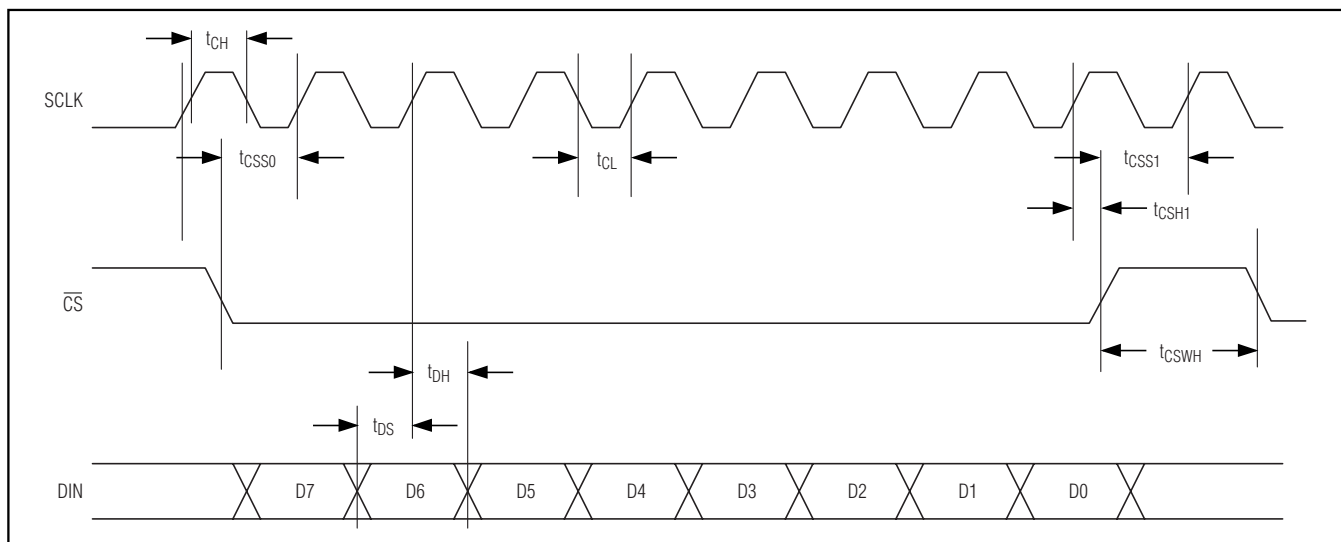 tCH
SCLK
tCSS0
tCL
tCSS1
tCSH1
CS
tCSWH
tDH
tDS
DIN D7 D6 D5 D4 D3 D2 D1 D0